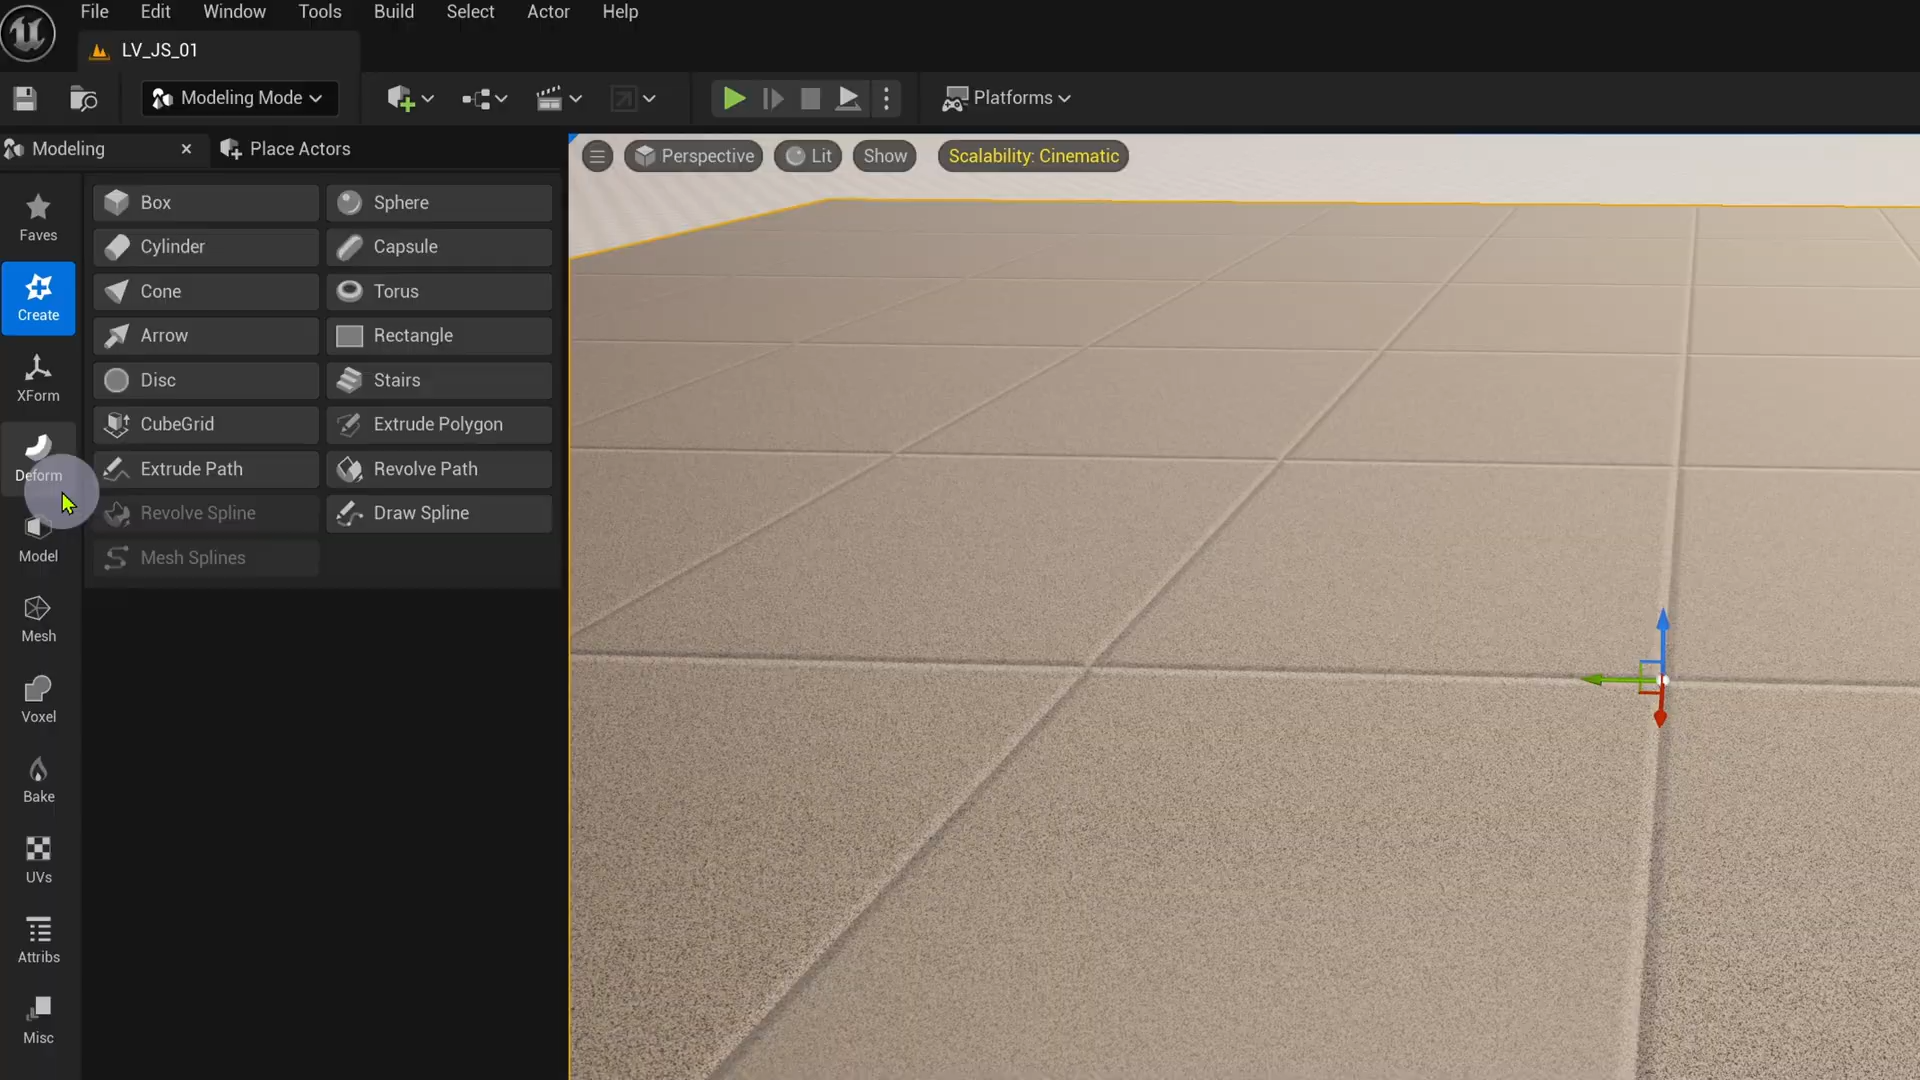 File Edit Window Tools Build Select Actor Help
LV_JS_01
Modeling Mode Platforms
Modeling Place Actors
Perspective Lit Show Scalability: Cinematic
Faves
Create
XForm
Deform
Model
Mesh
Voxel
Bake
UVs
Attribs
Misc
Box Sphere
Cylinder Capsule
Cone Torus
Arrow Rectangle
Disc Stairs
CubeGrid Extrude Polygon
Extrude Path Revolve Path
Revolve Spline Draw Spline
Mesh Splines